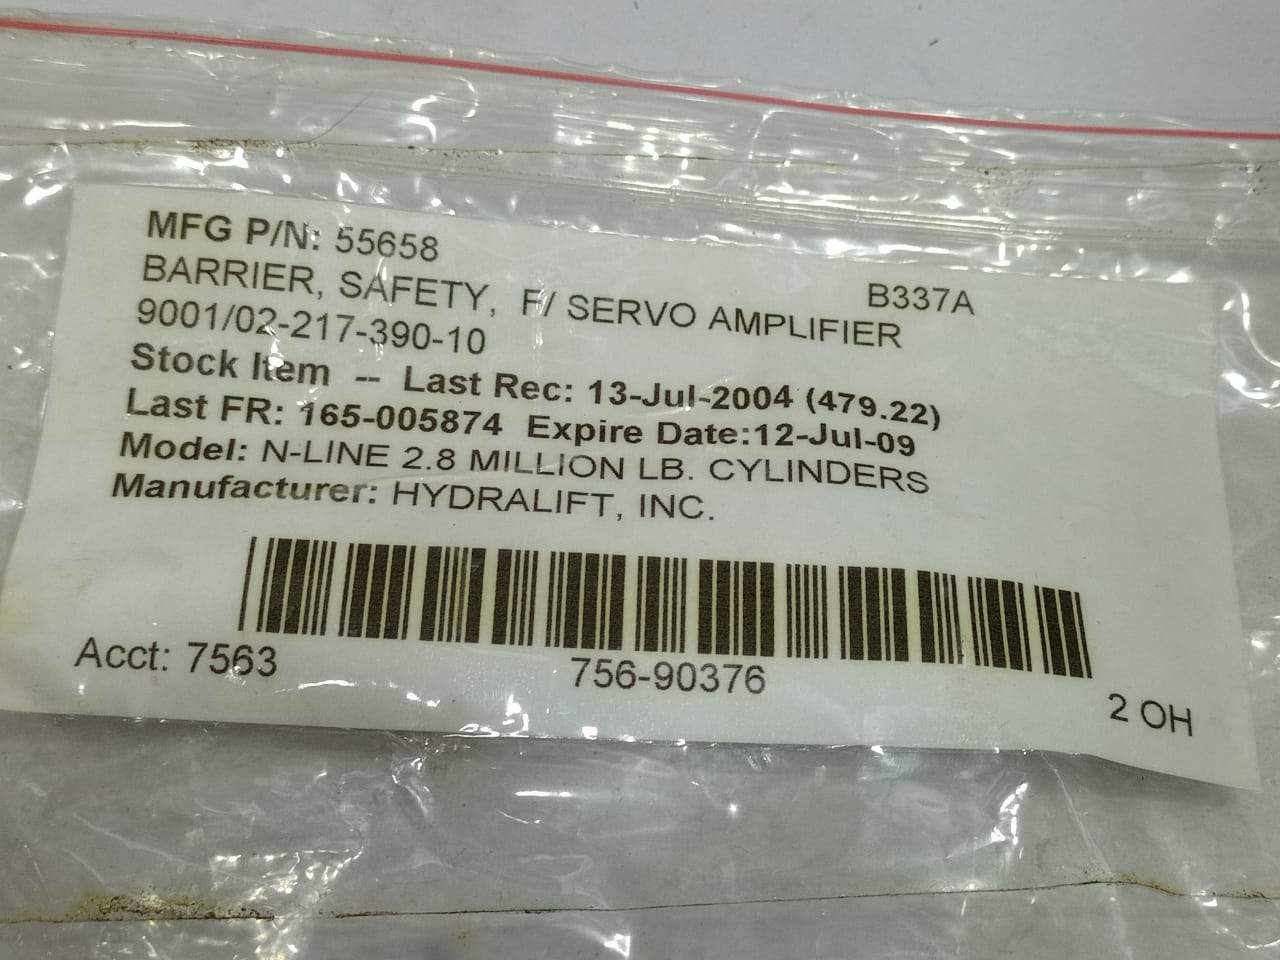 MFG P/N: 55658
B337A
BARRIER, SAFETY, F/ SERVO AMPLIFIER
9001/02-217-390-10
Stock Item -- Last Rec: 13-Jul-2004 (479.22)
Last FR: 165-005874 Expire Date:12-Jul-09
Model: N-LINE 2.8 MILLION LB. CYLINDERS
Manufacturer: HYDRALIFT, INC.
Acct: 7563
756-90376
2 OH